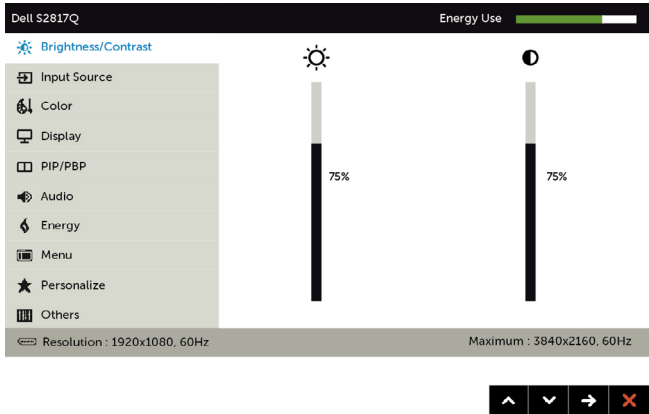 Dell S2817Q
Energy Use
Brightness/Contrast
Input Source
Color
Display
PIP/PBP
Audio
Energy
Menu
Personalize
Others
75%
75%
Resolution : 1920x1080, 60Hz
Maximum : 3840x2160, 60Hz